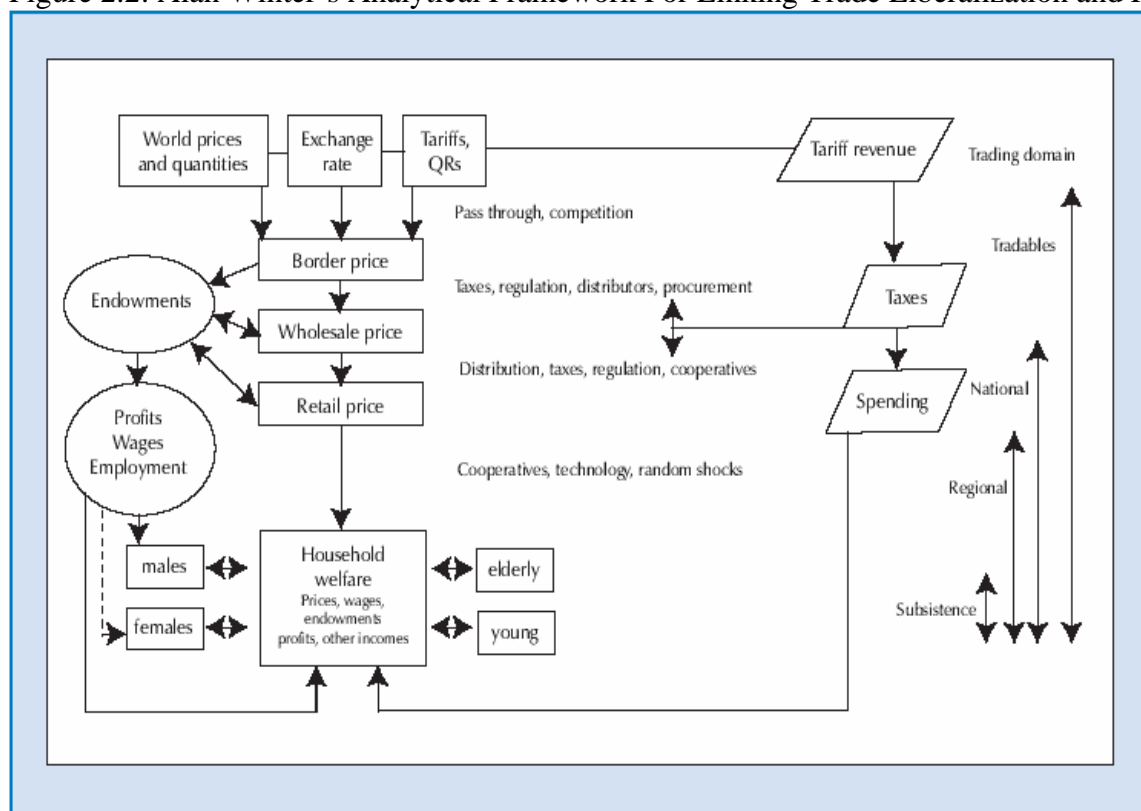 Figure 2.2: Alan Winter's Analytical Framework For Linking Trade Liberalization and
World prices
and quantities
Exchange
rate
Tariffs,
QRs
Tariff revenue
Trading domain
Pass through, competition
Tradables
Border price
Endowments
Taxes, regulation, distributors, procurement
Taxes
Wholesale price
Distribution, taxes, regulation, cooperatives
National
Retail price
Spending
Profits
Wages
Employment
Cooperatives, technology, random shocks
Regional
males
Household
welfare
Prices, wages,
endowments
profits, other incomes
elderly
females
young
Subsistence